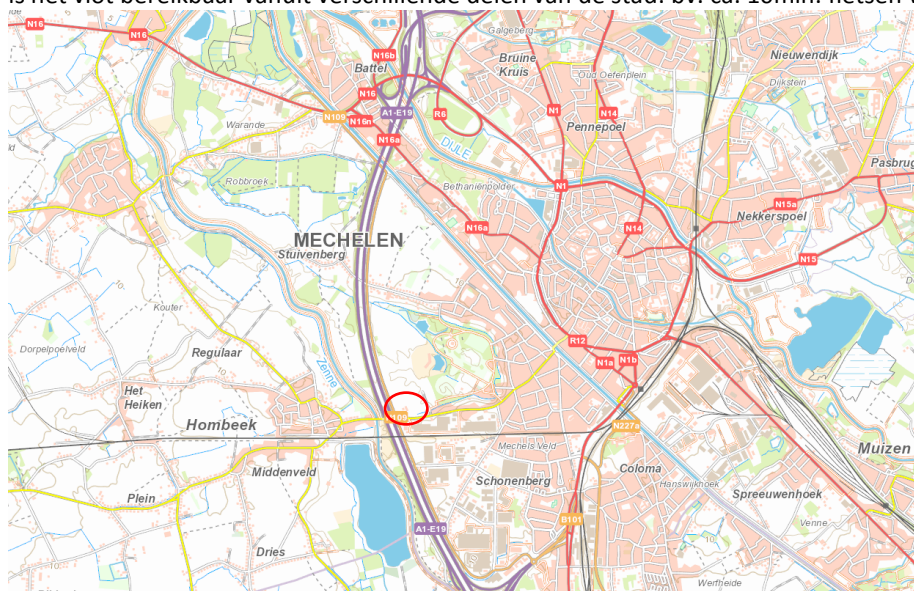 is het vlot bereikbaar vanuit verschillende delen van de stad. bv. ca. 10min. fietsen
Galgeberg
N16
N16
N16b
Bruine
Kruis
Nieuwendijk
Battel
Oud Oefenplein
Dijkstein
N16
A1-E19
R6
N1
N14
N109
N16n
Warande
Pennepoel
N16a
DIJLE
Pasbrug
Robbroek
Bethaniënpolder
N1
N15a
Nekkerspoel
N16a
N14
MECHELEN
Stuivenberg
N15
Kouter
Dorpelpoelveld
Regulaar
R12
Zenne
N1a
N1b
Het
Heiken
109
Hombeek
N227a
Mechels Veld
Muizen
Middenveld
Schonenberg
Coloma
Hanswijkhoek
Plein
Spreeuwenhoek
B101
Venne
A1-E19
Dries
10
Werfheide